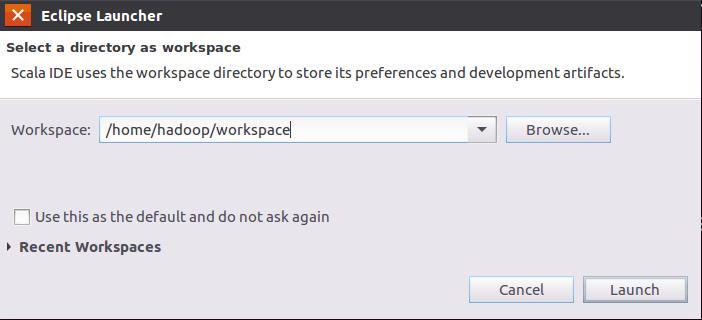 Eclipse Launcher
Select a directory as workspace
Scala IDE uses the workspace directory to store its preferences and development artifacts.
Workspace: /home/hadoop/workspace Browse...
Use this as the default and do not ask again
Recent Workspaces
Cancel Launch